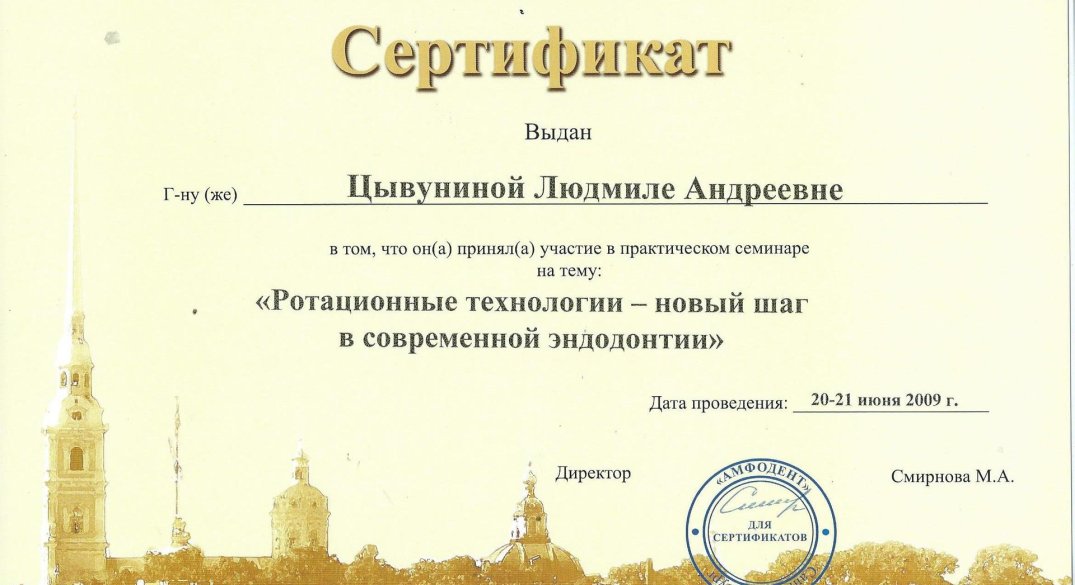 Сертификат
Выдан
Г-ну (же) Цывуниной Людмиле Андреевне
в том, что он(а) принял(а) участие в практическом семинаре
на тему:
«Ротационные технологии – новый шаг
в современной эндодонтии»
Дата проведения: 20-21 июня 2009 г.
Директор
Смирнова М.А.
«АМФОДЕНТ»
ДЛЯ
СЕРТИФИКАТОВ